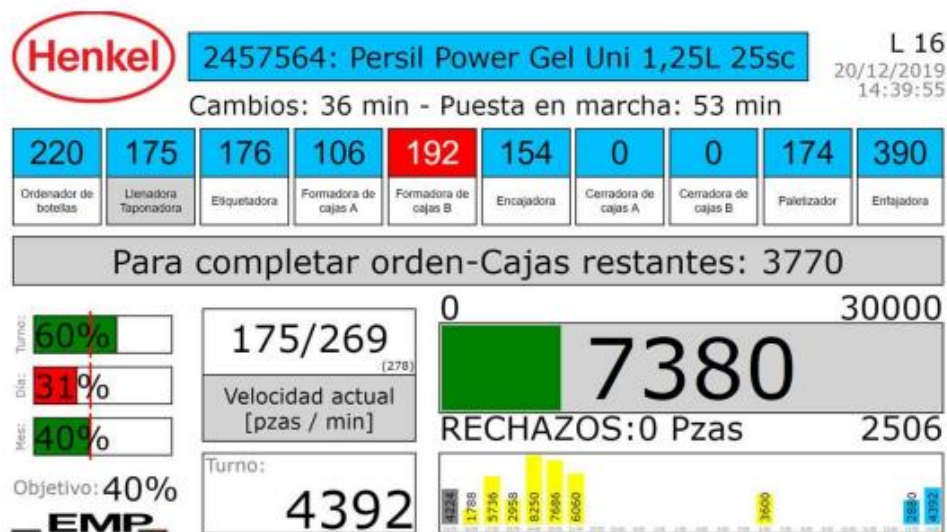 Henkel
2457564: Persil Power Gel Uni 1,25L 25sc
L 16
20/12/2019
14:39:55
Cambios: 36 min - Puesta en marcha: 53 min
220 175 176 106 192 154 0 0 174 390
Ordenador de botellas
Llenadora Taponadora
Etiquetadora
Formadora de cajas A
Formadora de cajas B
Encajadora
Cerradora de cajas A
Cerradora de cajas B
Paletizador
Enfajadora
Para completar orden-Cajas restantes: 3770
Turno: 60%
Día: 31%
Mes: 40%
Objetivo: 40%
EMP
175/269
(278)
Velocidad actual
[pzas / min]
Turno:
4392
0 30000
7380
RECHAZOS:0 Pzas 2506
4224 1788 5736 2958 8250 7686 6060 3690 2880 4392